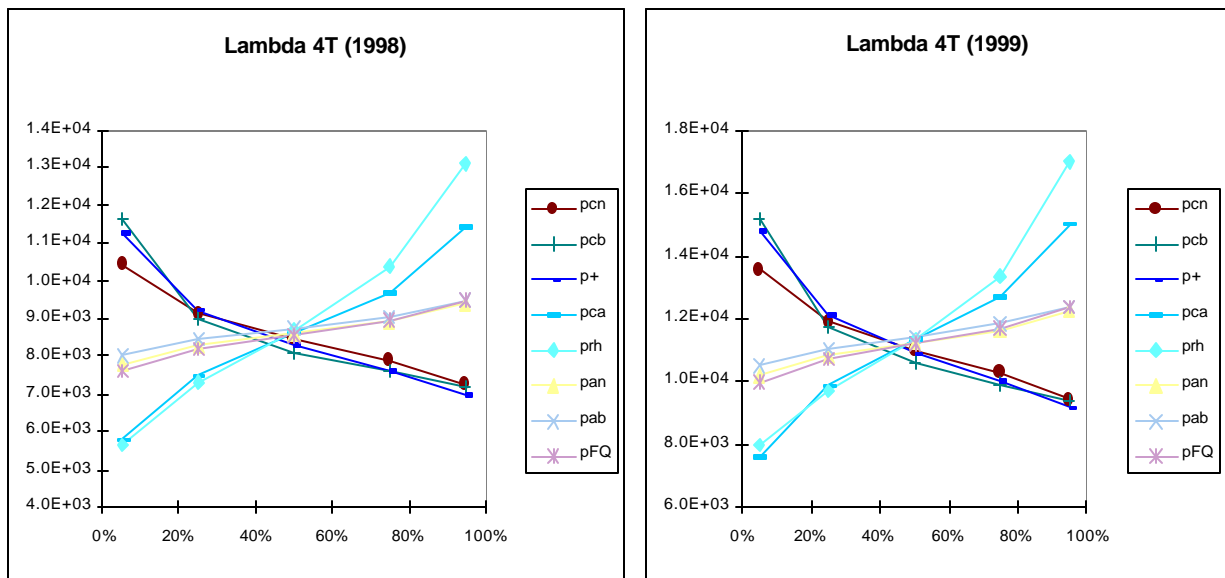 Lambda 4T (1998)
1.4E+04
1.3E+04
1.2E+04
1.1E+04
1.0E+04
9.0E+03
8.0E+03
7.0E+03
6.0E+03
5.0E+03
4.0E+03
0%
20%
40%
60%
80%
100%
pcn
pcb
p+
pca
prh
pan
pab
pFQ
Lambda 4T (1999)
1.8E+04
1.6E+04
1.4E+04
1.2E+04
1.0E+04
8.0E+03
6.0E+03
0%
20%
40%
60%
80%
100%
pcn
pcb
p+
pca
prh
pan
pab
pFQ